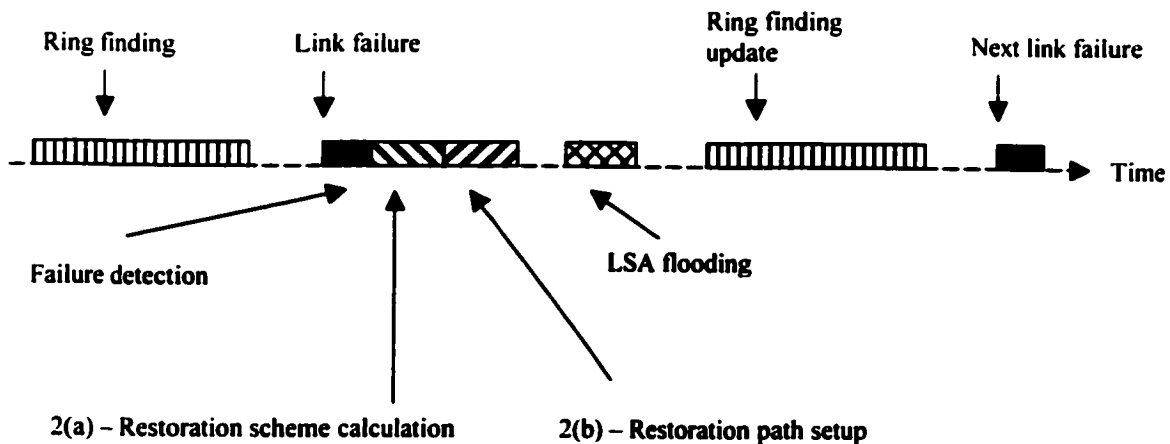 Ring finding
Link failure
Ring finding
update
Next link failure
Time
Failure detection
LSA flooding
2(a) – Restoration scheme calculation
2(b) – Restoration path setup